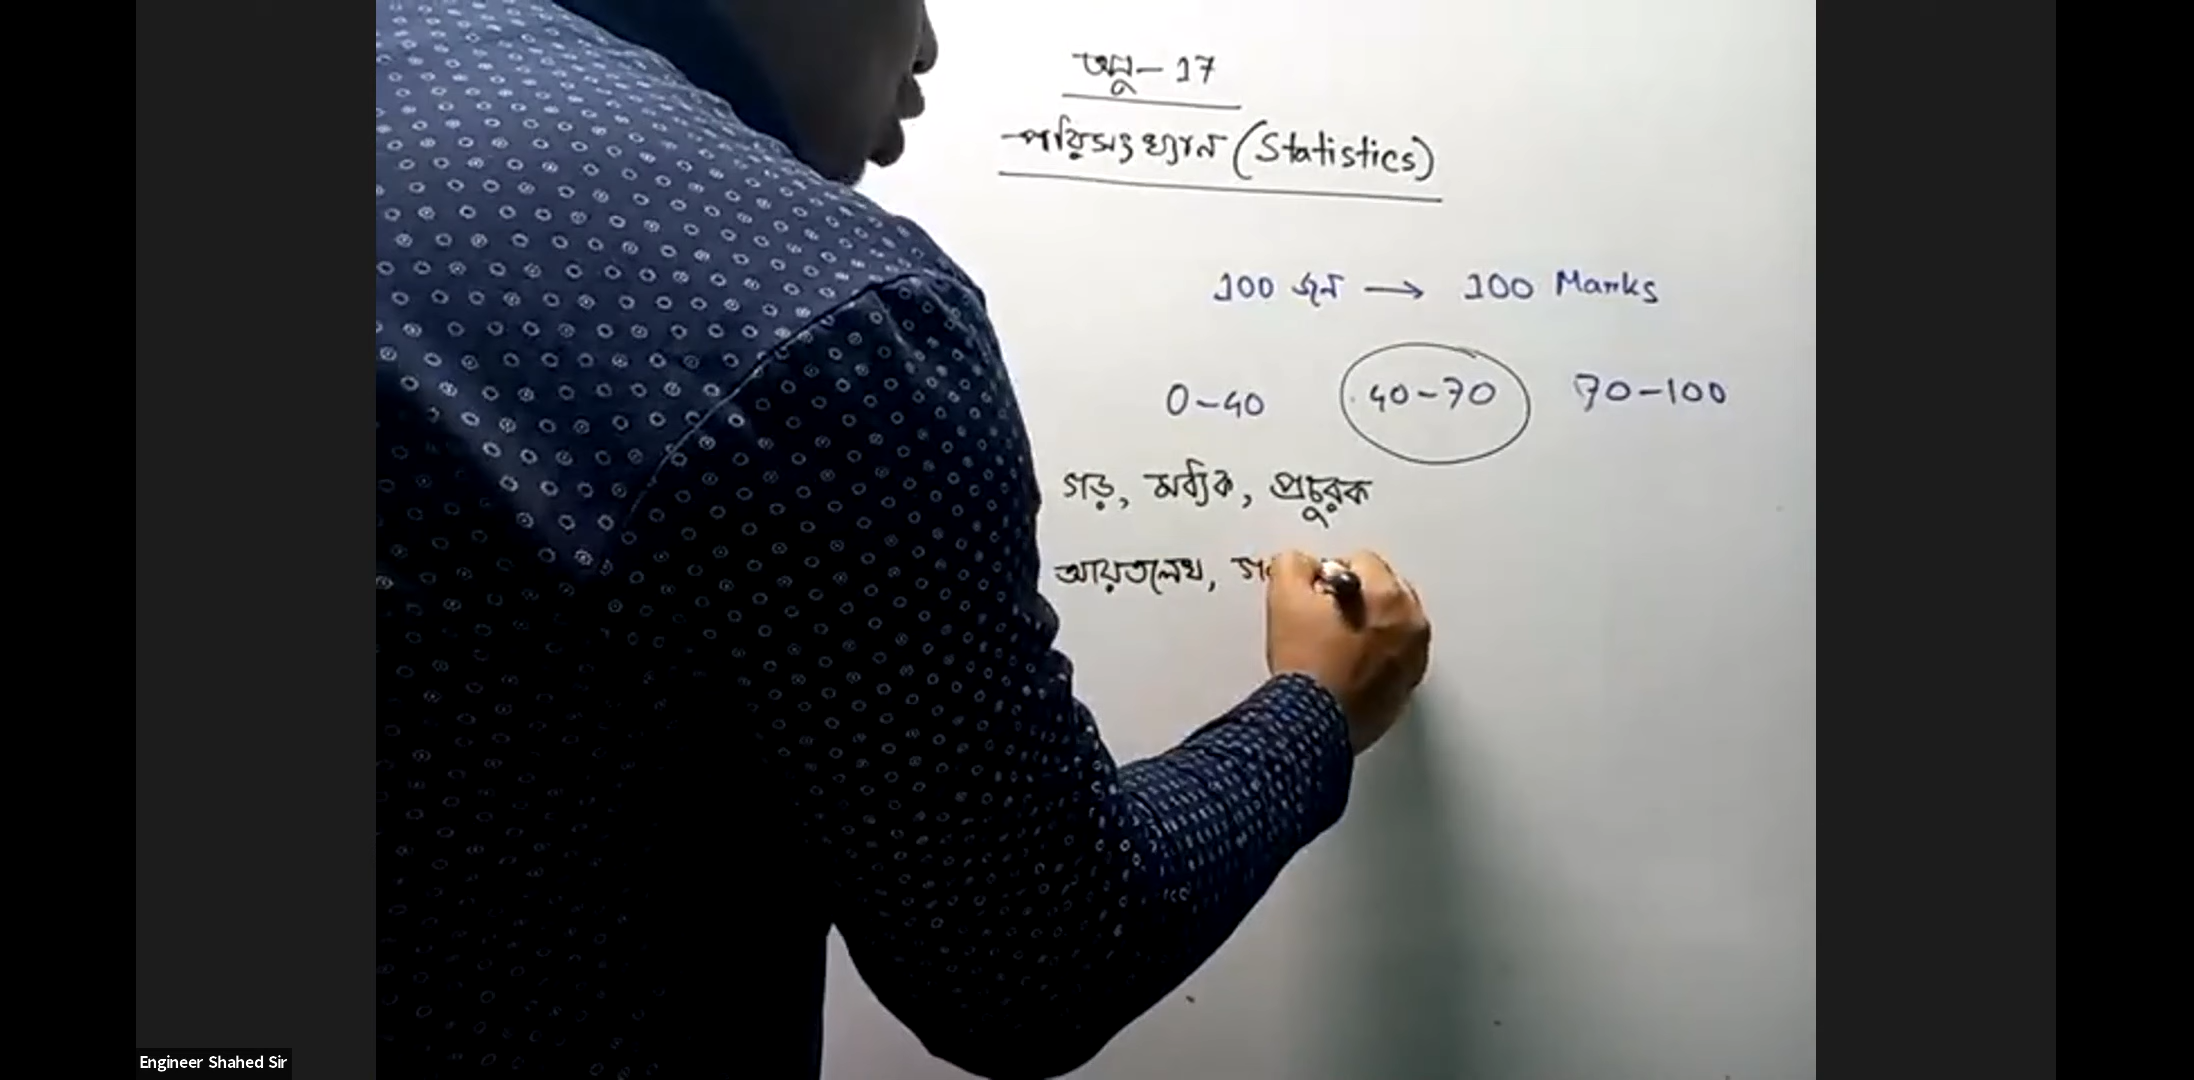 অনু-17
পরিসংখ্যান (Statistics)
100 জন → 100 Marks
0-40 40-70 70-100
গড়, মধ্যক, প্রচুরক
আয়তলেখ,
Engineer Shahed Sir